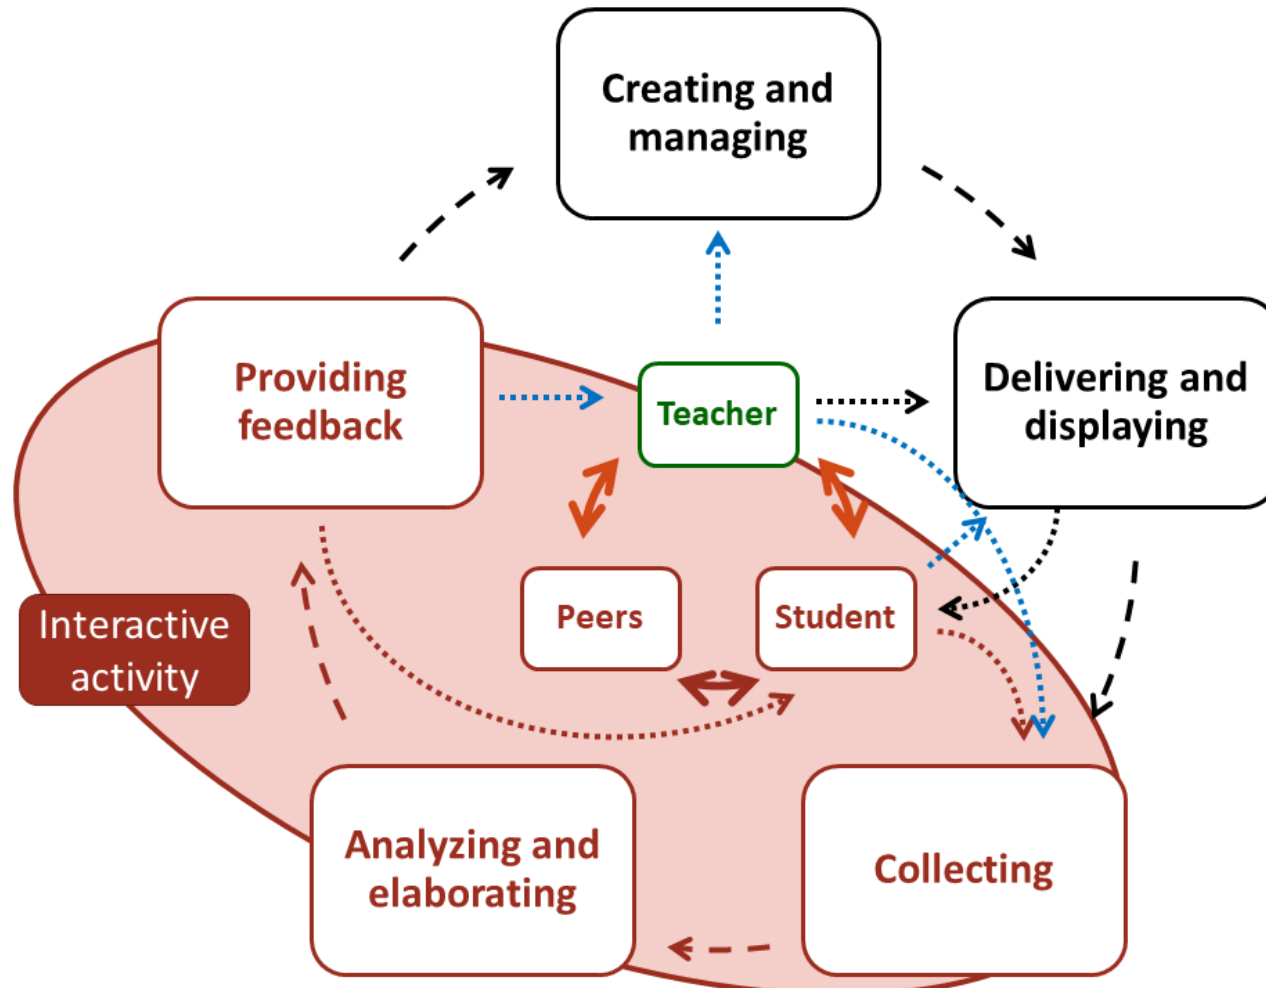 Creating and
managing
Providing
feedback
Teacher
Delivering and
displaying
Interactive
activity
Peers
Student
Analyzing and
elaborating
Collecting